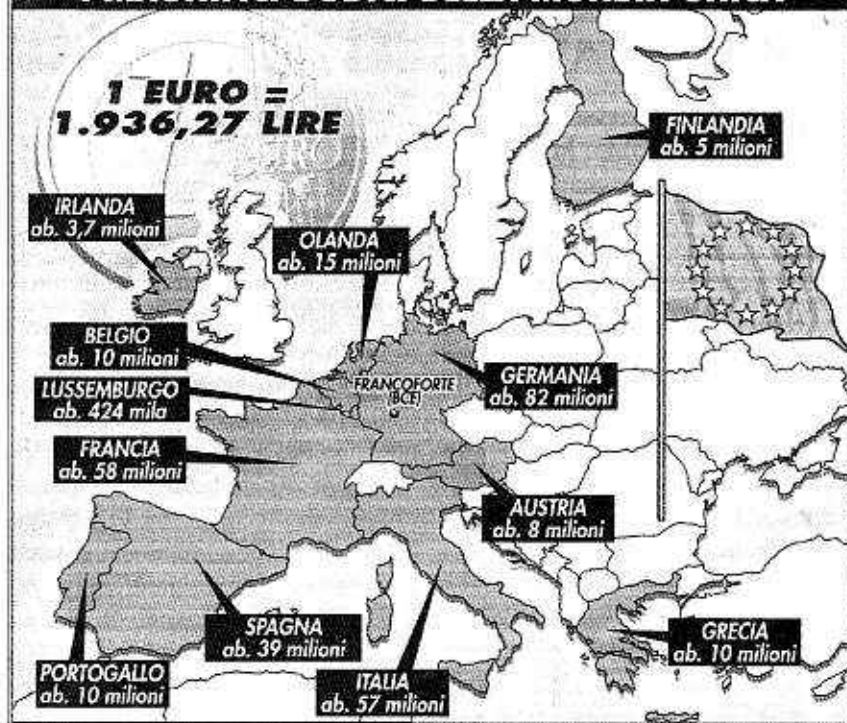 1 EURO =
1.936,27 LIRE
FINLANDIA
ab. 5 milioni
IRLANDA
ab. 3,7 milioni
OLANDA
ab. 15 milioni
BELGIO
ab. 10 milioni
LUSSEMBURGO
ab. 424 mila
FRANCIA
ab. 58 milioni
FRANCOFORTE
(BCE)
GERMANIA
ab. 82 milioni
AUSTRIA
ab. 8 milioni
SPAGNA
ab. 39 milioni
PORTOGALLO
ab. 10 milioni
ITALIA
ab. 57 milioni
GRECIA
ab. 10 milioni